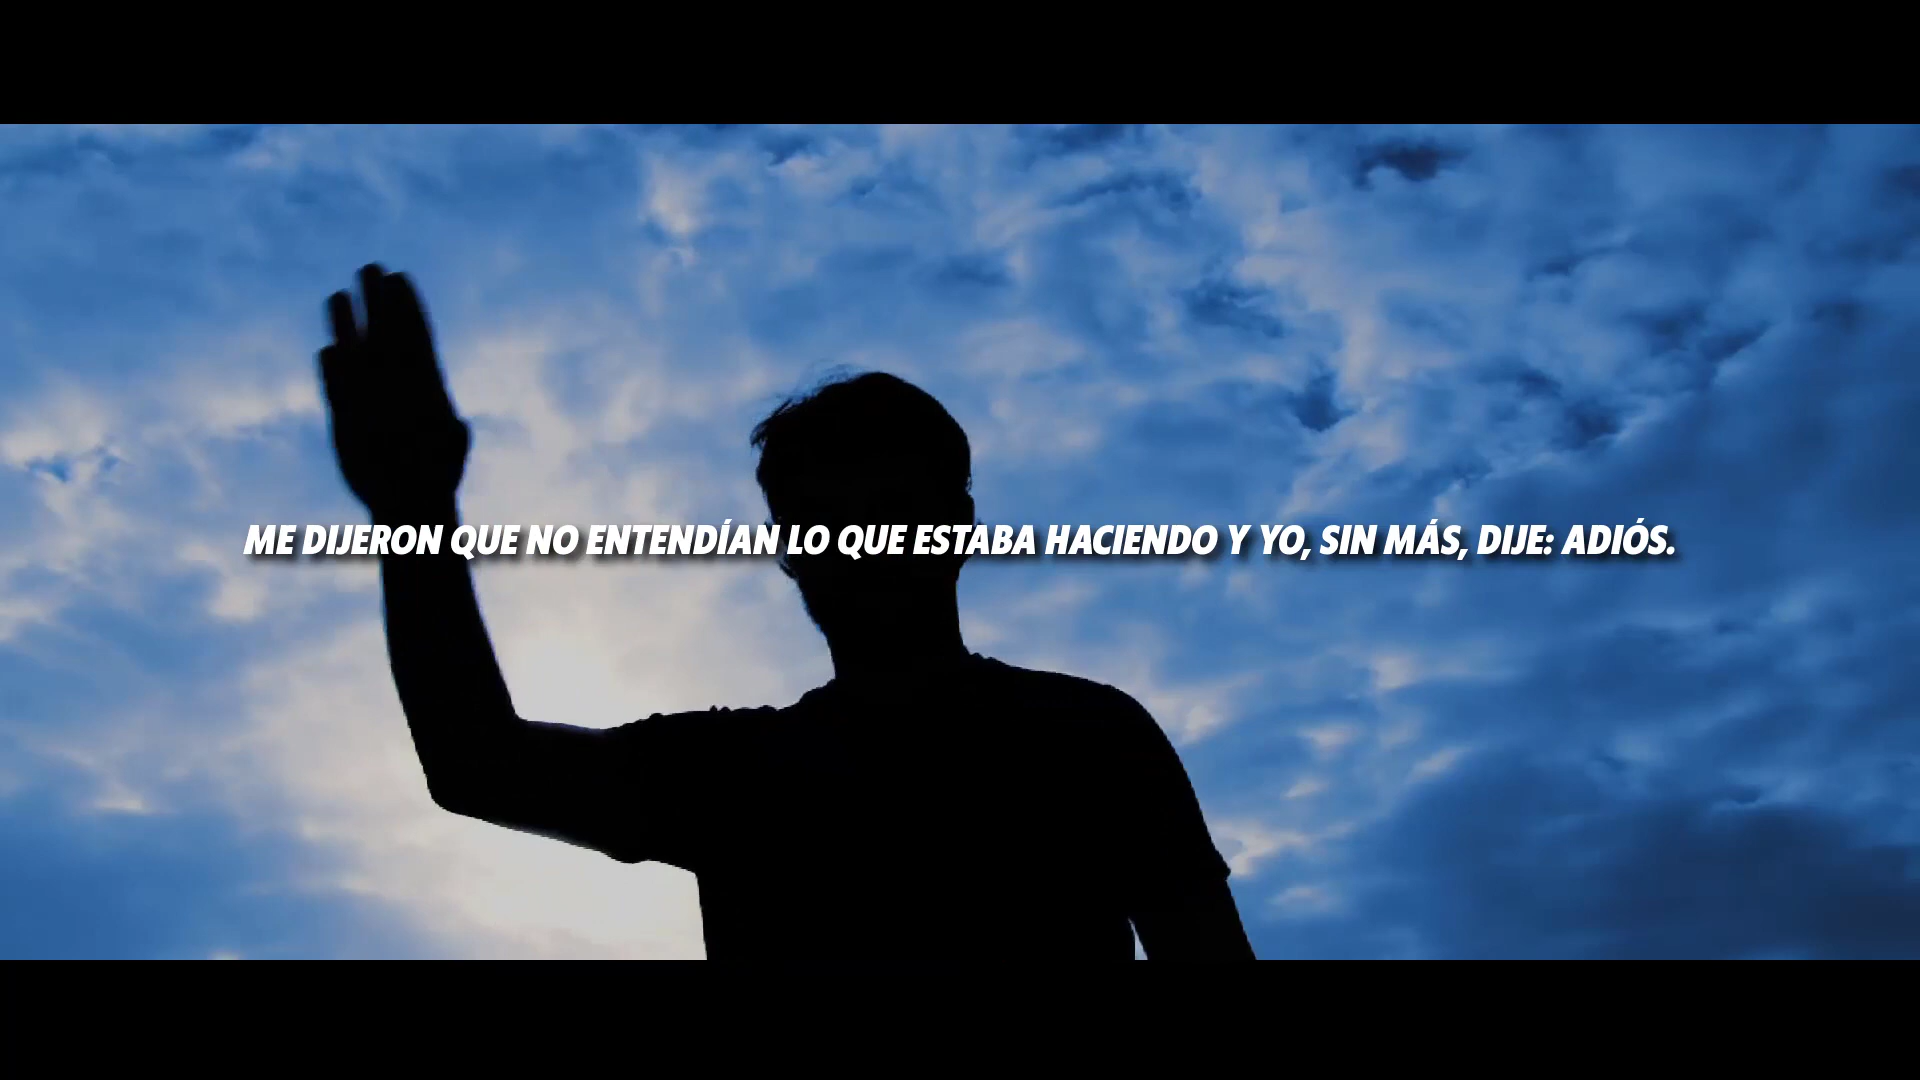 ME DIJERON QUE NO ENTENDÍAN LO QUE ESTABA HACIENDO Y YO, SIN MÁS, DIJE: ADIÓS.